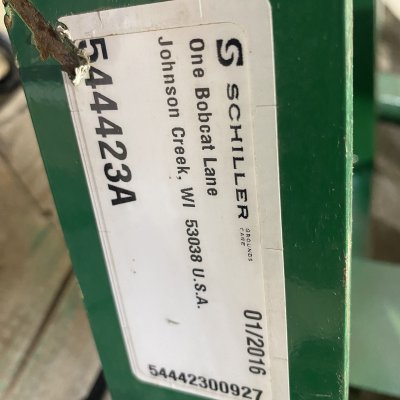 SCHILLER
GROUNDS
CARE
One Bobcat Lane
Johnson Creek, WI 53038 U.S.A.
01/2016
544423A
54442300927